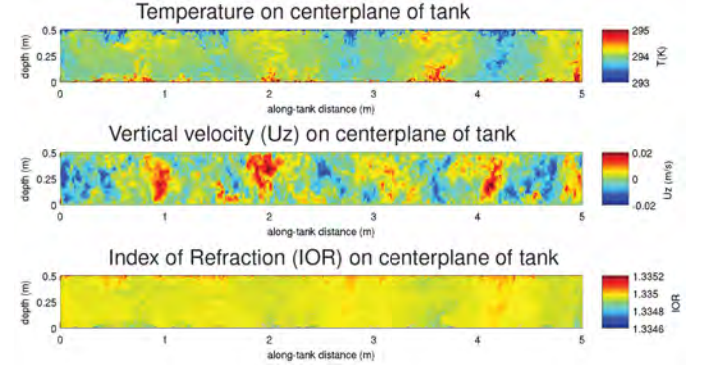 Temperature on centerplane of tank
0.5
0.25
0
depth (m)
0 1 2 3 4 5
along-tank distance (m)
295
294
293
T(K)
Vertical velocity (Uz) on centerplane of tank
0.5
0.25
0
depth (m)
0 1 2 3 4 5
along-tank distance (m)
0.02
0
-0.02
Uz (m/s)
Index of Refraction (IOR) on centerplane of tank
0.5
0.25
0
depth (m)
0 1 2 3 4 5
along-tank distance (m)
1.3352
1.335
1.3348
1.3346
IOR